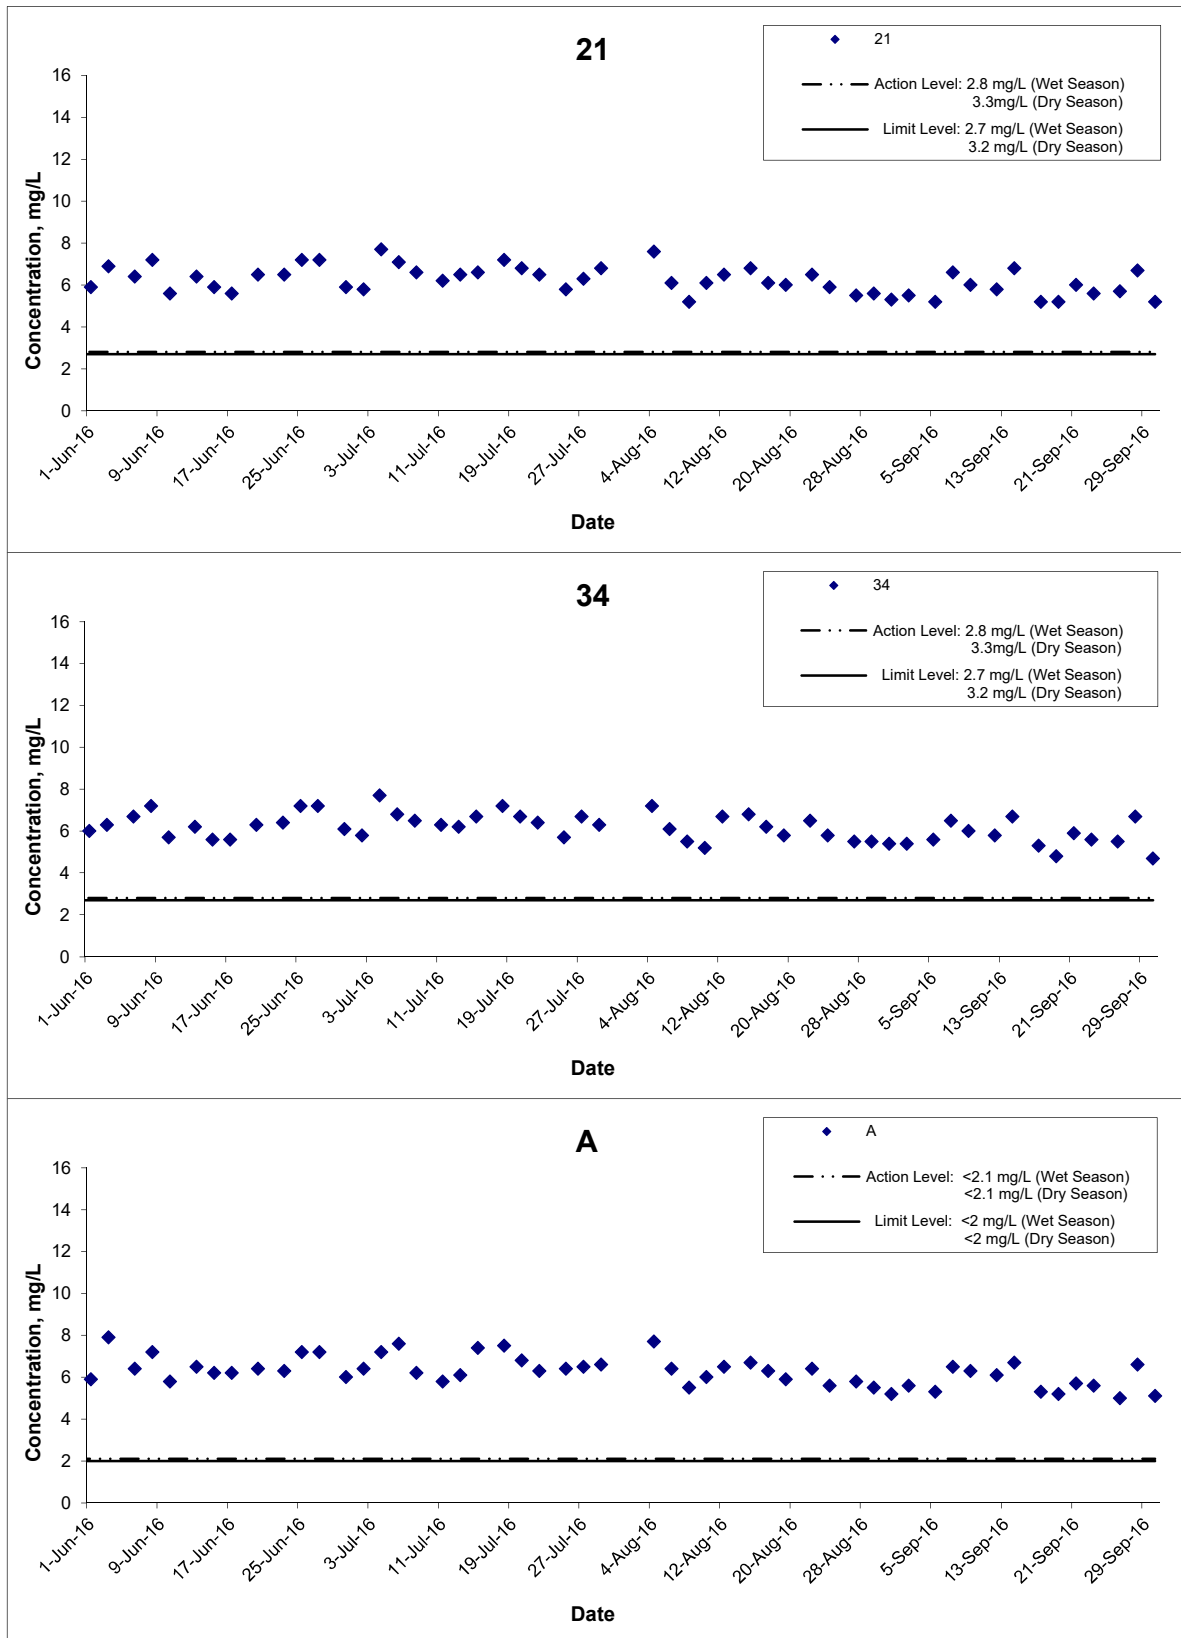 21
21
Action Level: 2.8 mg/L (Wet Season)
3.3mg/L (Dry Season)
Limit Level: 2.7 mg/L (Wet Season)
3.2 mg/L (Dry Season)
Concentration, mg/L
16
14
12
10
8
6
4
2
0
1-Jun-16
9-Jun-16
17-Jun-16
25-Jun-16
3-Jul-16
11-Jul-16
19-Jul-16
27-Jul-16
4-Aug-16
12-Aug-16
20-Aug-16
28-Aug-16
5-Sep-16
13-Sep-16
21-Sep-16
29-Sep-16
Date
34
34
Action Level: 2.8 mg/L (Wet Season)
3.3mg/L (Dry Season)
Limit Level: 2.7 mg/L (Wet Season)
3.2 mg/L (Dry Season)
Concentration, mg/L
16
14
12
10
8
6
4
2
0
1-Jun-16
9-Jun-16
17-Jun-16
25-Jun-16
3-Jul-16
11-Jul-16
19-Jul-16
27-Jul-16
4-Aug-16
12-Aug-16
20-Aug-16
28-Aug-16
5-Sep-16
13-Sep-16
21-Sep-16
29-Sep-16
Date
A
A
Action Level: <2.1 mg/L (Wet Season)
<2.1 mg/L (Dry Season)
Limit Level: <2 mg/L (Wet Season)
<2 mg/L (Dry Season)
Concentration, mg/L
16
14
12
10
8
6
4
2
0
1-Jun-16
9-Jun-16
17-Jun-16
25-Jun-16
3-Jul-16
11-Jul-16
19-Jul-16
27-Jul-16
4-Aug-16
12-Aug-16
20-Aug-16
28-Aug-16
5-Sep-16
13-Sep-16
21-Sep-16
29-Sep-16
Date